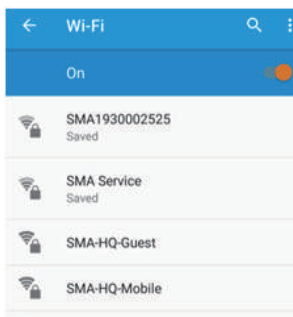 Wi-Fi
On
SMA1930002525
Saved
SMA Service
Saved
SMA-HQ-Guest
SMA-HQ-Mobile